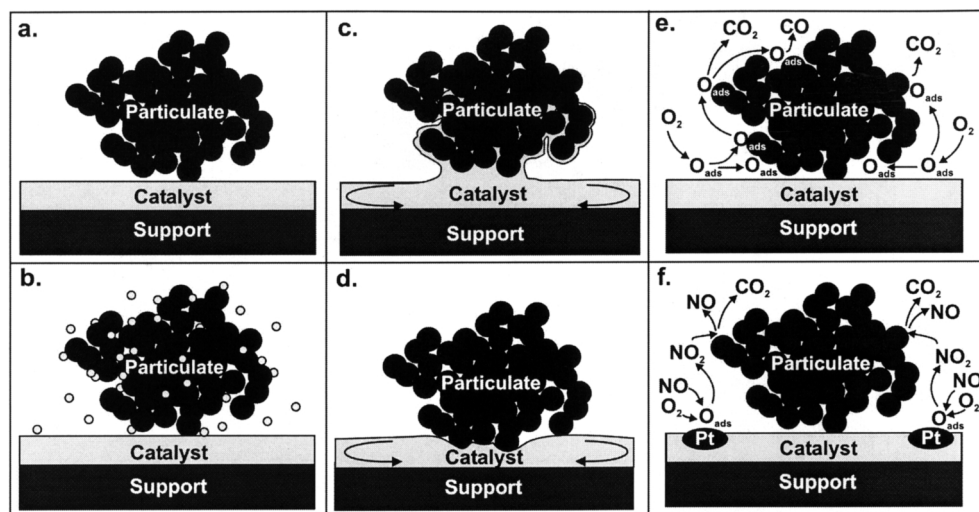 a.
Particulate
Catalyst
Support
b.
Particulate
Catalyst
Support
c.
Particulate
Catalyst
Support
d.
Particulate
Catalyst
Support
e.
CO₂
CO
Oads
CO₂
Oads
Particulate
Oads
O₂
O₂
Oads
Oads
Oads
Oads
Oads
Catalyst
Support
f.
NO
CO₂
CO₂
NO
Particulate
NO₂
NO₂
NO
NO
O₂
O₂
Oads
Oads
Pt
Pt
Catalyst
Support